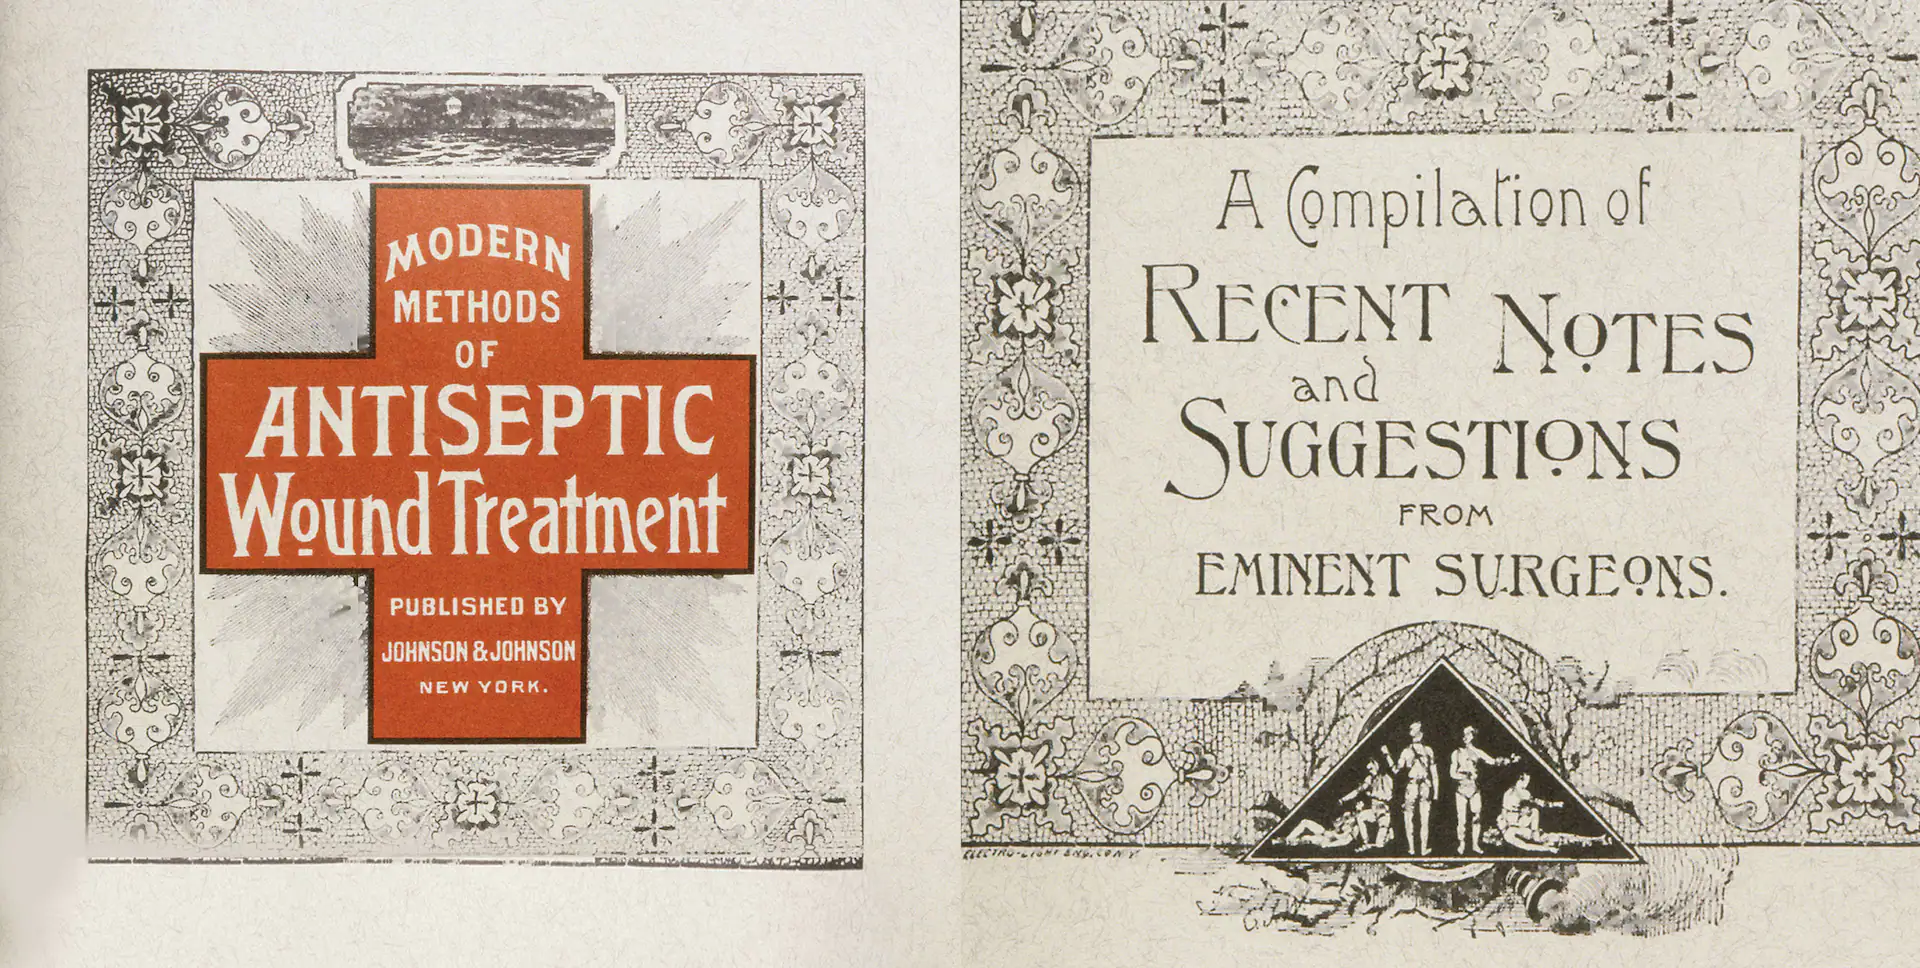 MODERN
METHODS
OF
ANTISEPTIC
Wound Treatment
PUBLISHED BY
JOHNSON & JOHNSON
NEW YORK.
A Compilation of
RECENT NOTES
and
SUGGESTIONS
FROM
EMINENT SURGEONS.
ELECTRO-LIGHT ENG. CO. N.Y.